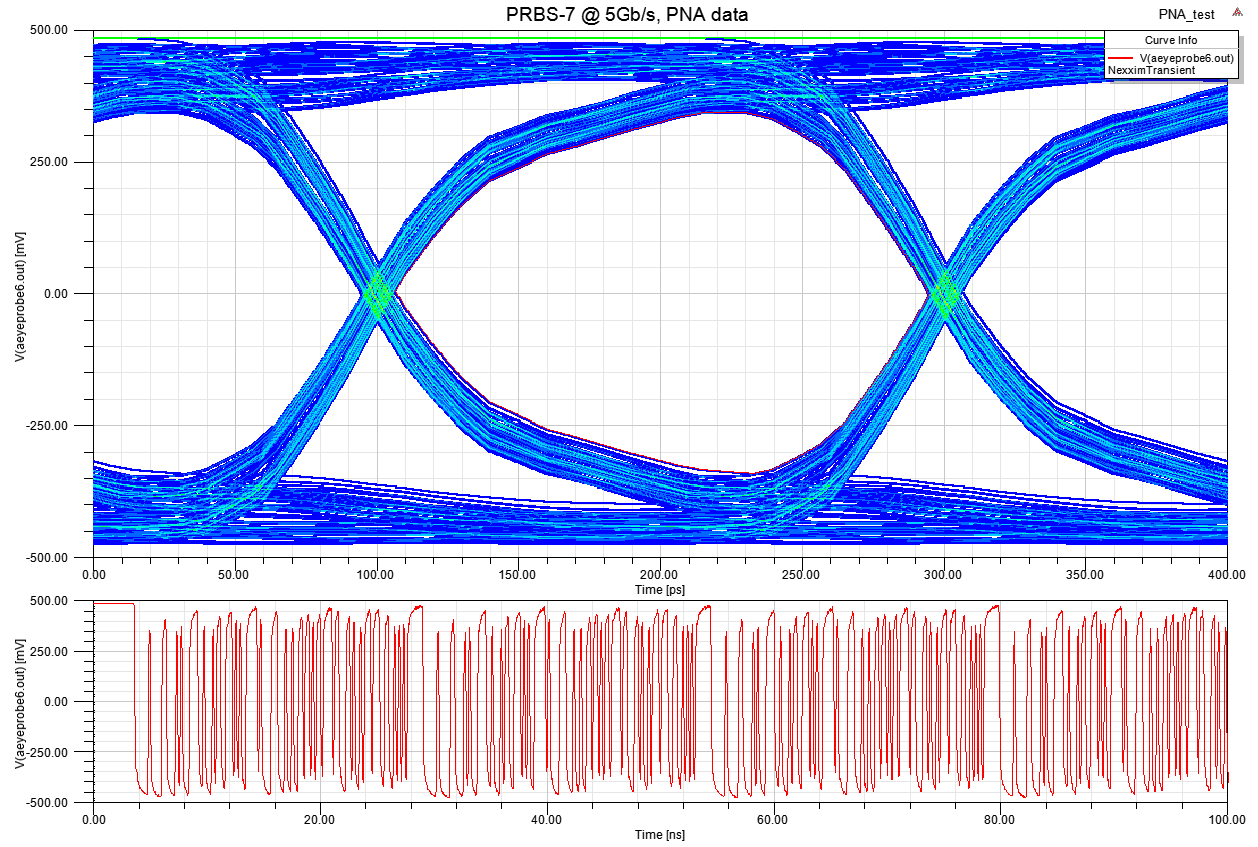 PRBS-7 @ 5Gb/s, PNA data
PNA_test
Curve Info
V(aeyeprobe6.out)
NexximTransient
500.00
250.00
0.00
-250.00
-500.00
V(aeyeprobe6.out) [mV]
0.00 50.00 100.00 150.00 200.00 250.00 300.00 350.00 400.00
Time [ps]
500.00
250.00
0.00
-250.00
-500.00
V(aeyeprobe6.out) [mV]
0.00 20.00 40.00 60.00 80.00 100.00
Time [ns]